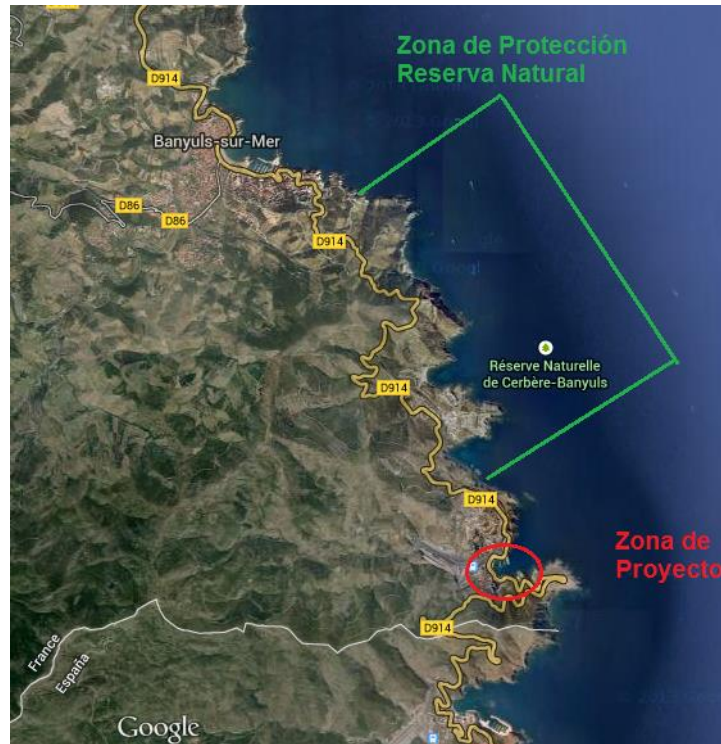 Zona de Protección
Reserva Natural
D914
Banyuls-sur-Mer
D86
D86
D914
Réserve Naturelle
de Cerbère-Banyuls
D914
D914
Zona de
Proyecto
D914
France
España
Google